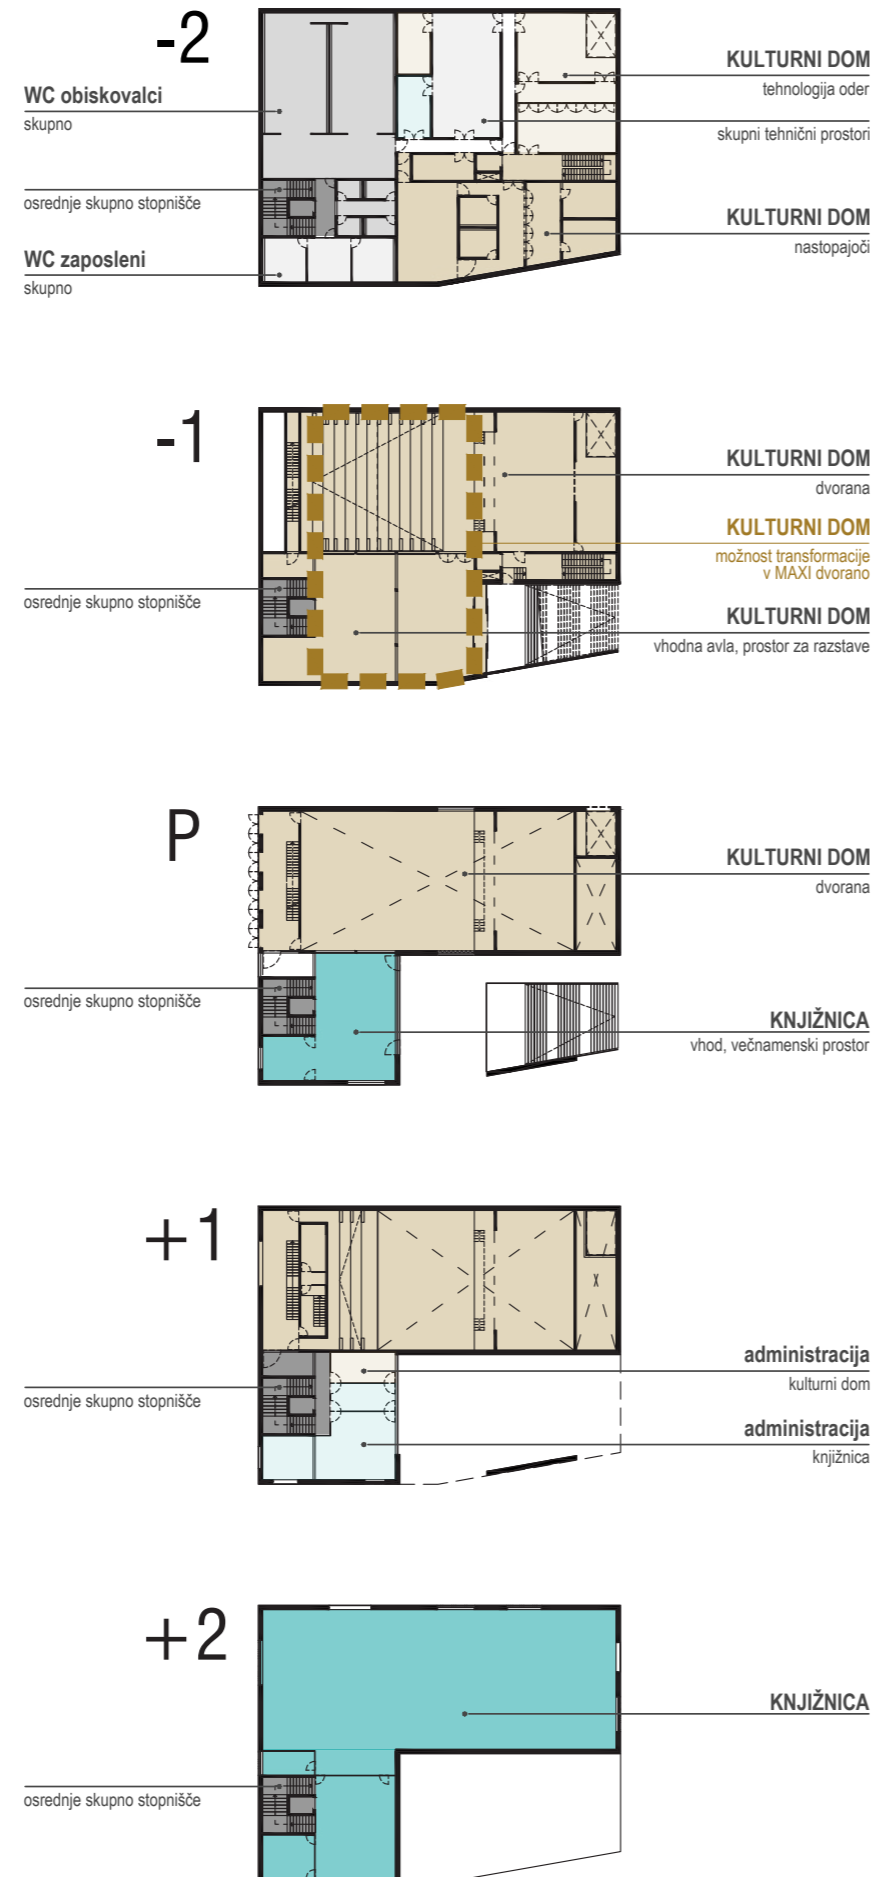 -2
WC obiskovalci
skupno
osrednje skupno stopnišče
WC zaposleni
skupno
KULTURNI DOM
tehnologija oder
skupni tehnični prostori
KULTURNI DOM
nastopajoči
-1
osrednje skupno stopnišče
KULTURNI DOM
dvorana
KULTURNI DOM
možnost transformacije
v MAXI dvorano
KULTURNI DOM
vhodna avla, prostor za razstave
P
osrednje skupno stopnišče
KULTURNI DOM
dvorana
KNJIŽNICA
vhod, večnamenski prostor
+1
osrednje skupno stopnišče
administracija
kulturni dom
administracija
knjižnica
+2
osrednje skupno stopnišče
KNJIŽNICA